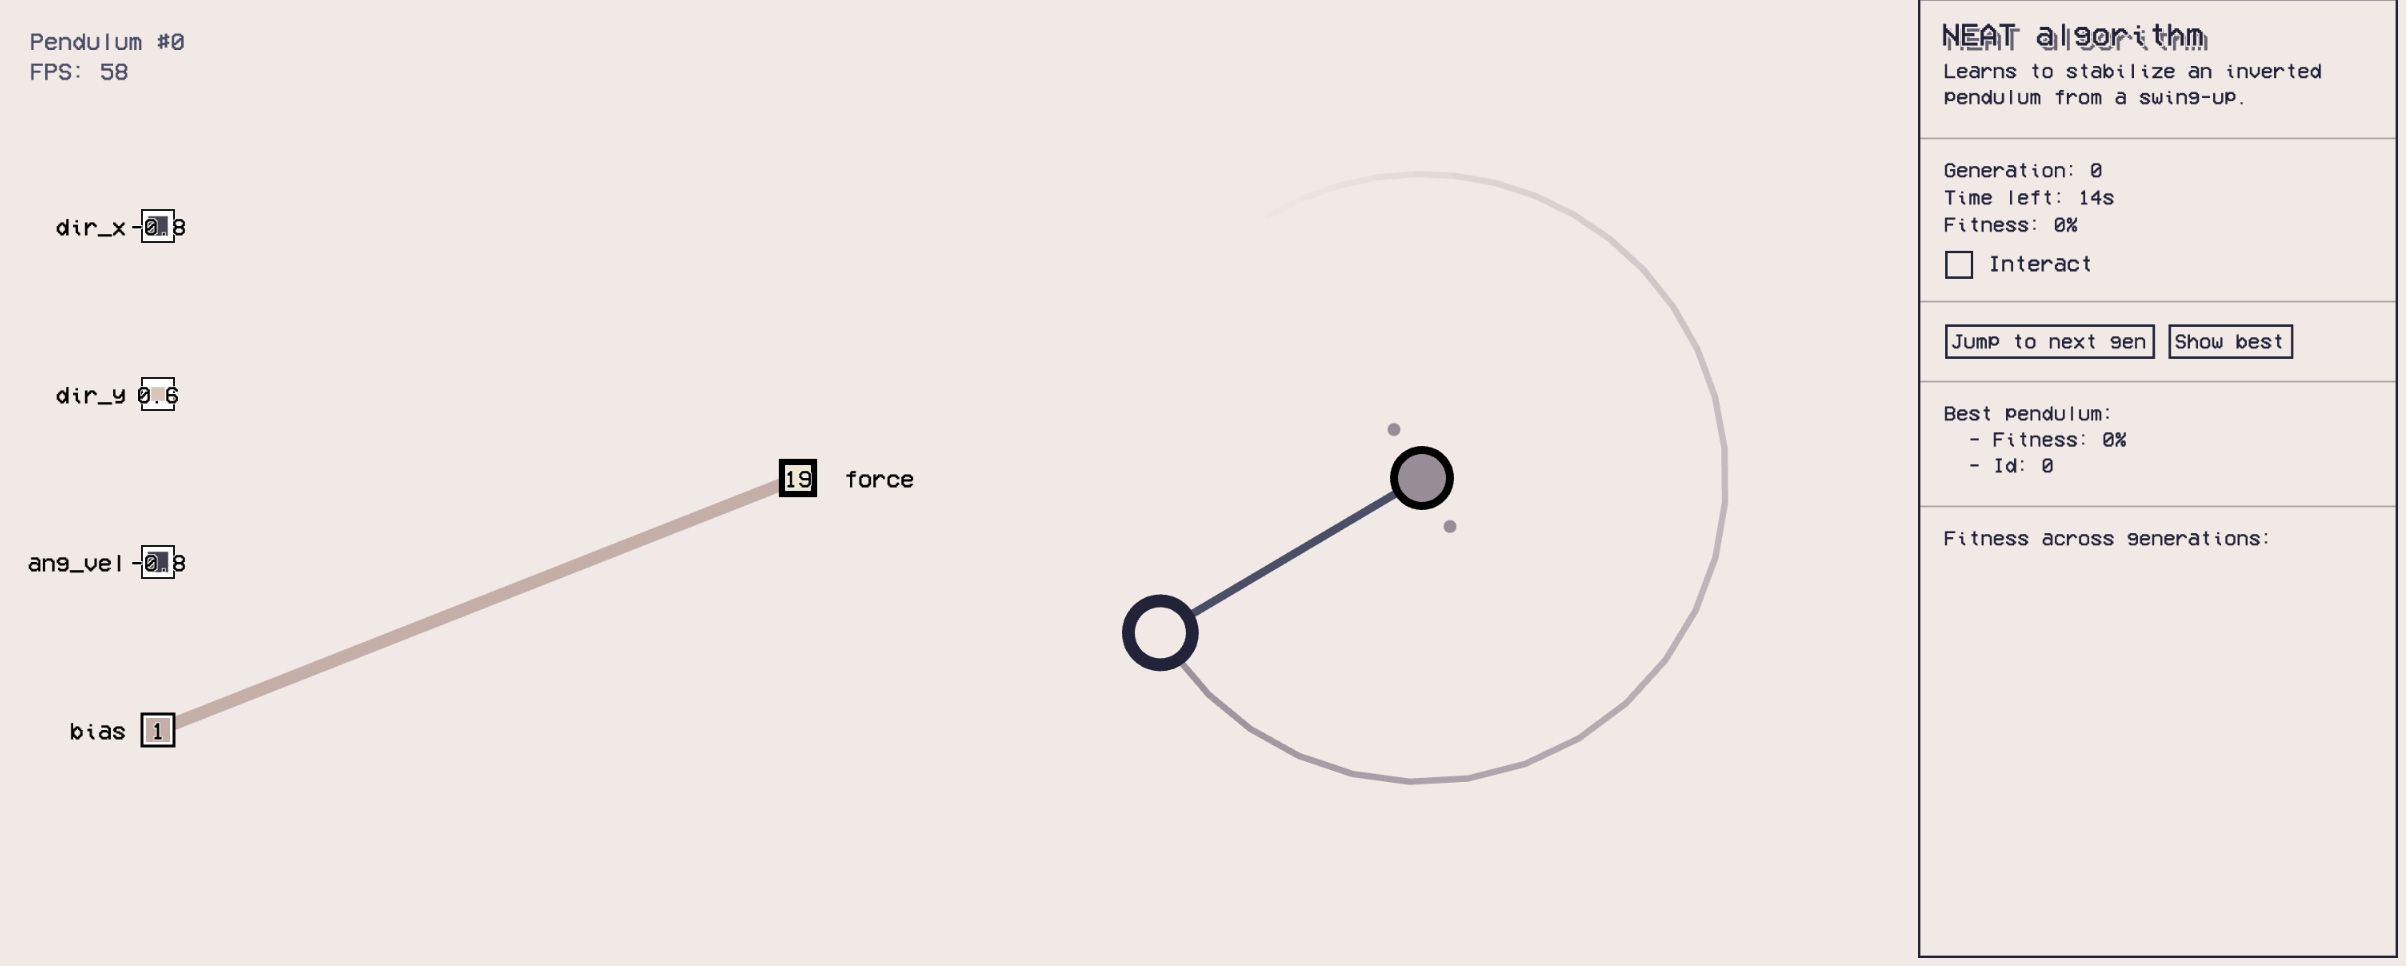 Pendulum #0
FPS: 58
dir_x -0.8
dir_y 0.6
19 force
ang_vel -0.8
bias 1
NEAT algorithm
Learns to stabilize an inverted
pendulum from a swing-up.
Generation: 0
Time left: 14s
Fitness: 0%
Interact
Jump to next gen Show best
Best pendulum:
- Fitness: 0%
- Id: 0
Fitness across generations: